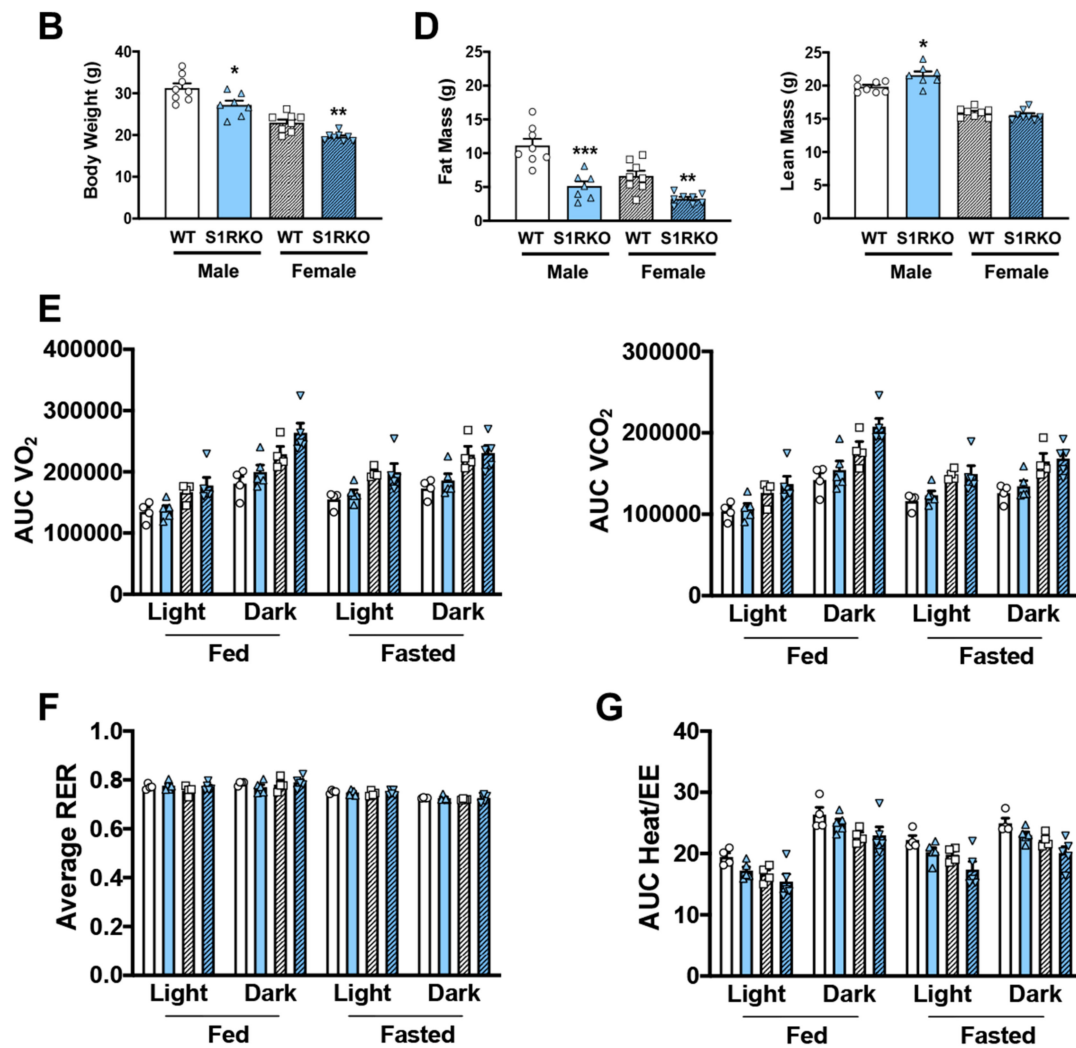 B
D
Body Weight (g)
40
30
20
10
0
*
**
WT S1RKO WT S1RKO
Male Female
Fat Mass (g)
25
20
15
10
5
0
***
**
WT S1RKO WT S1RKO
Male Female
Lean Mass (g)
25
20
15
10
5
0
*
WT S1RKO WT S1RKO
Male Female
E
AUC VO₂
400000
300000
200000
100000
0
Light Dark Light Dark
Fed Fasted
AUC VCO₂
300000
200000
100000
0
Light Dark Light Dark
Fed Fasted
F
Average RER
1.0
0.8
0.6
0.4
0.2
0.0
Light Dark Light Dark
Fed Fasted
G
AUC Heat/EE
40
30
20
10
0
Light Dark Light Dark
Fed Fasted